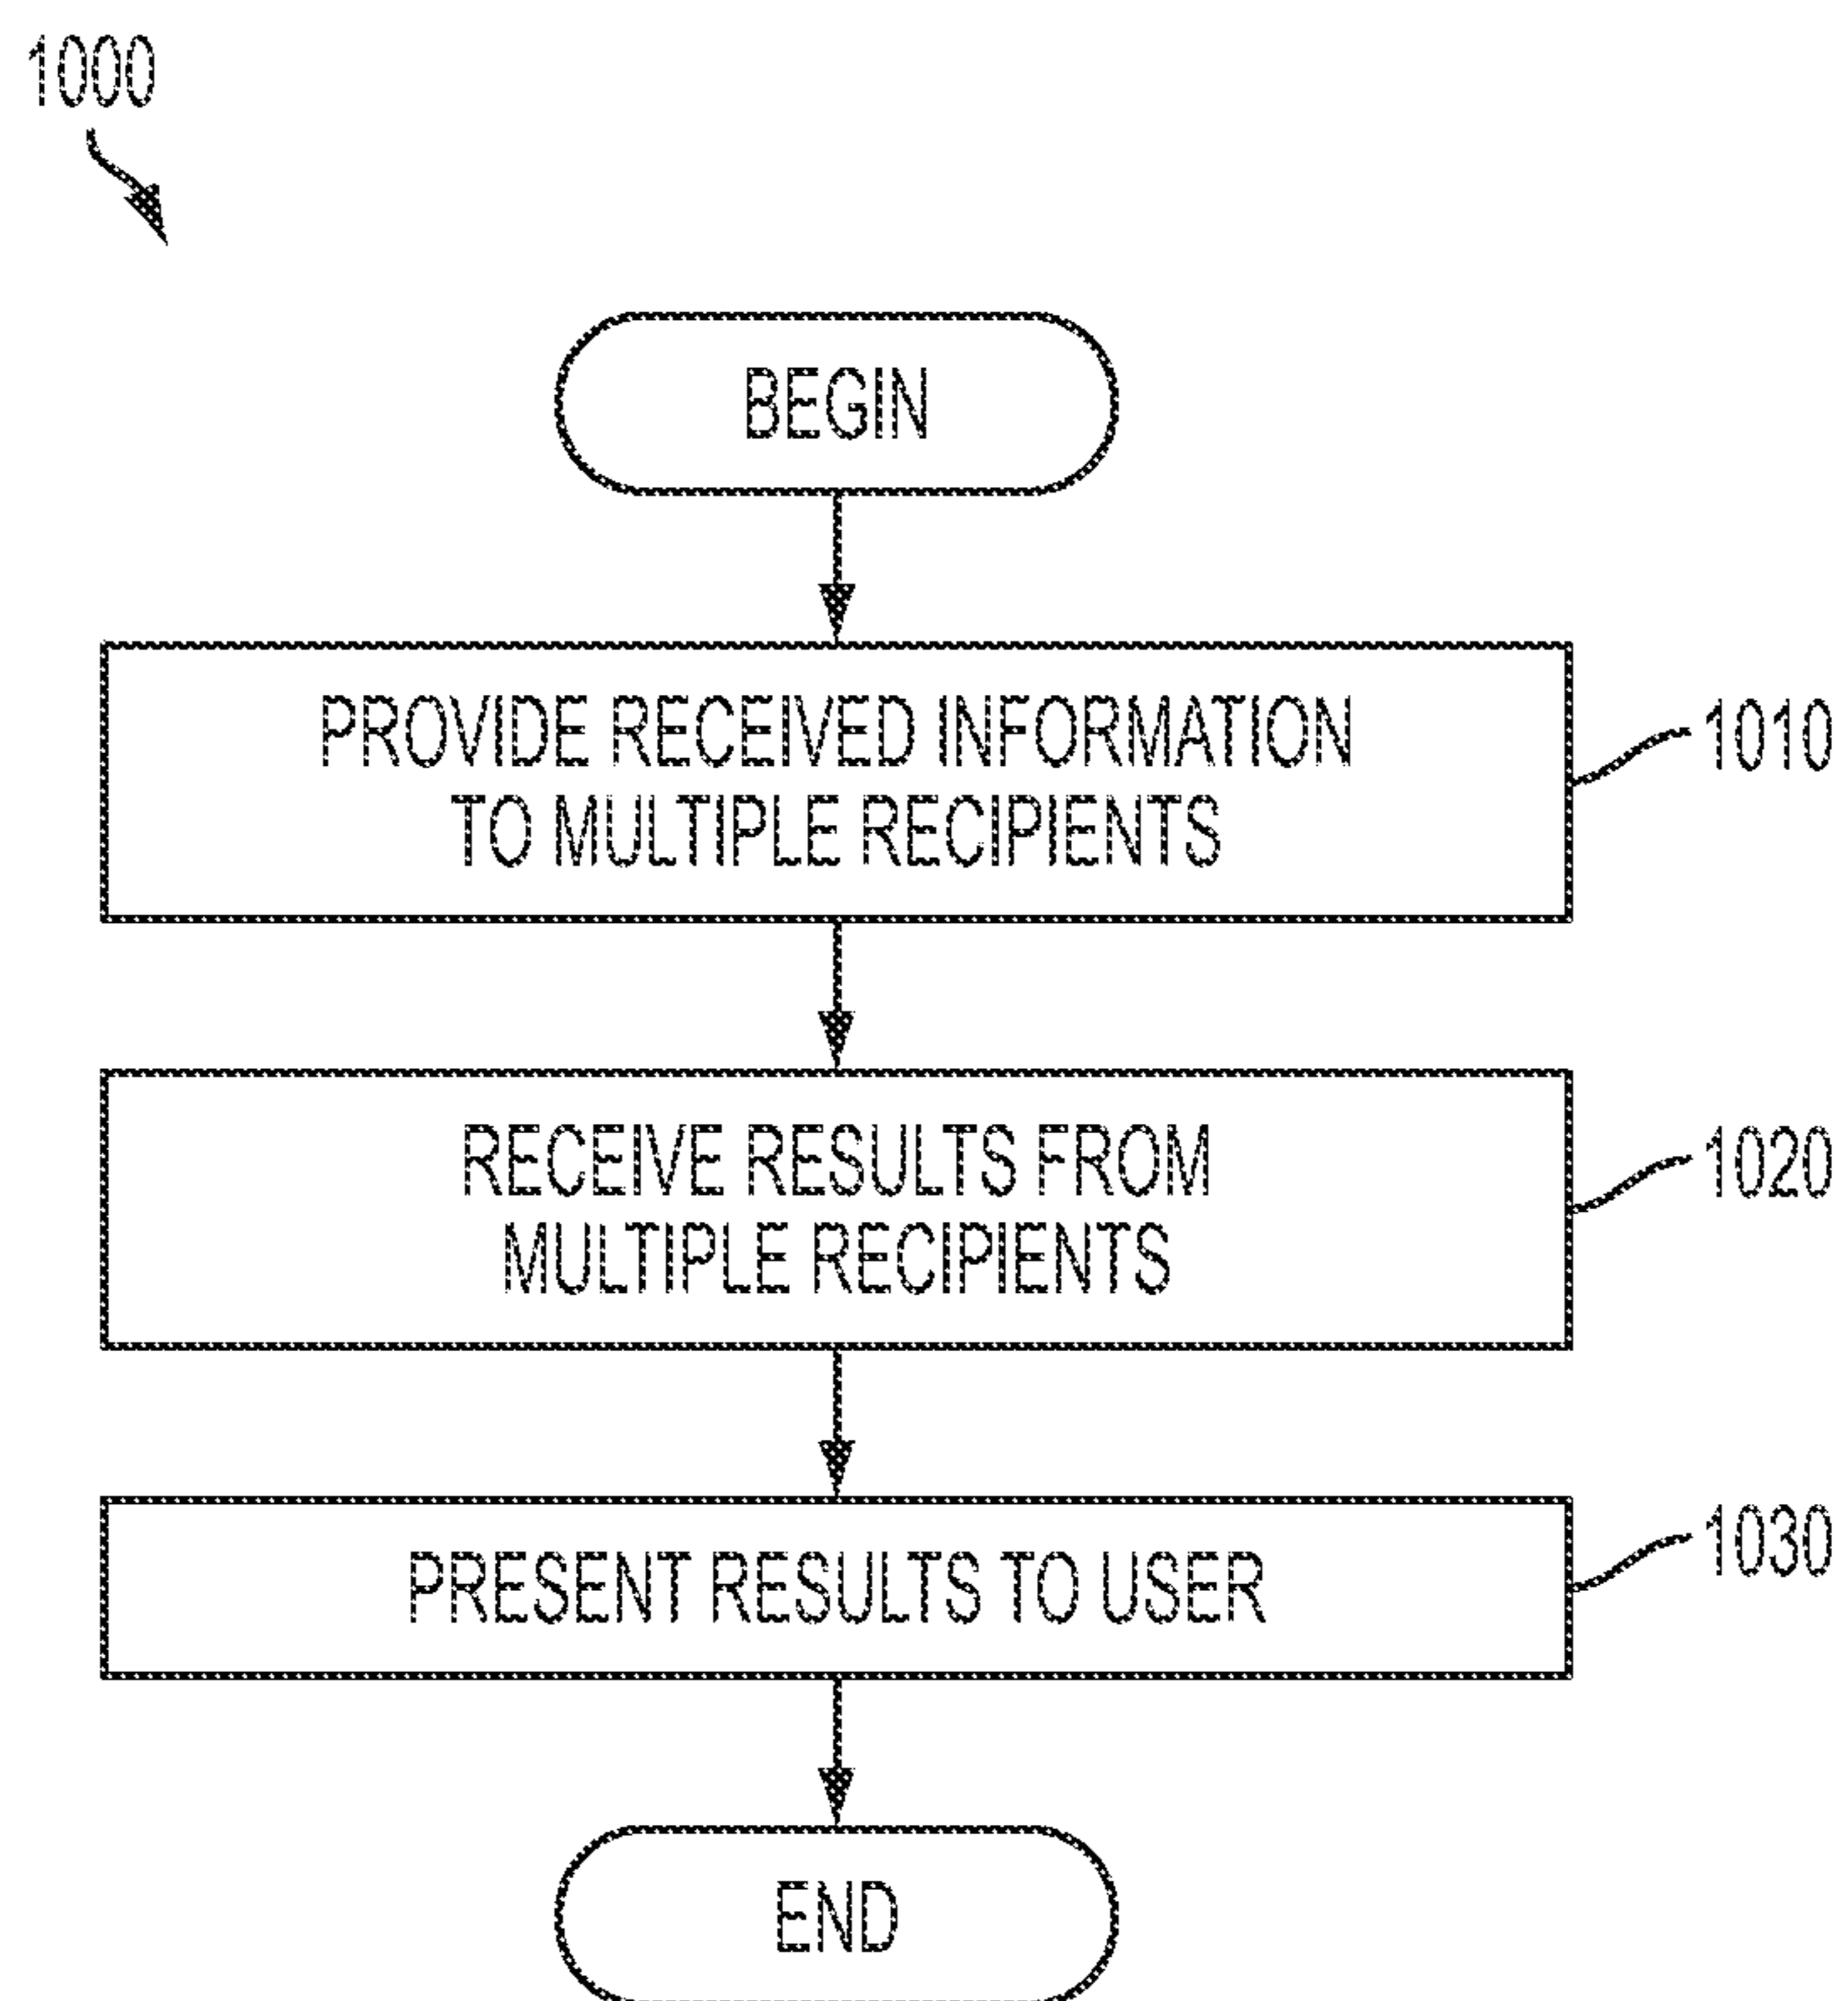 1000
BEGIN
PROVIDE RECEIVED INFORMATION
TO MULTIPLE RECIPIENTS
1010
RECEIVE RESULTS FROM
MULTIPLE RECIPIENTS
1020
PRESENT RESULTS TO USER
1030
END